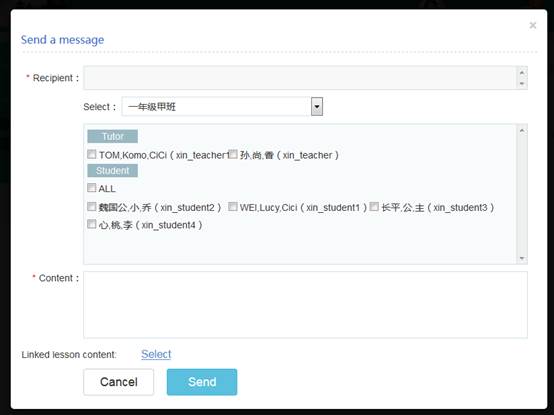 ×
Send a message
* Recipient：
Select： 一年级甲班
Tutor
TOM,Komo,CiCi（xin_teacher1 孙,尚,香（xin_teacher）
Student
ALL
魏国公,小,乔（xin_student2） WEI,Lucy,Cici（xin_student1） 长平,公,主（xin_student3）
心,桃,李（xin_student4）
* Content：
Linked lesson content: Select
Cancel Send